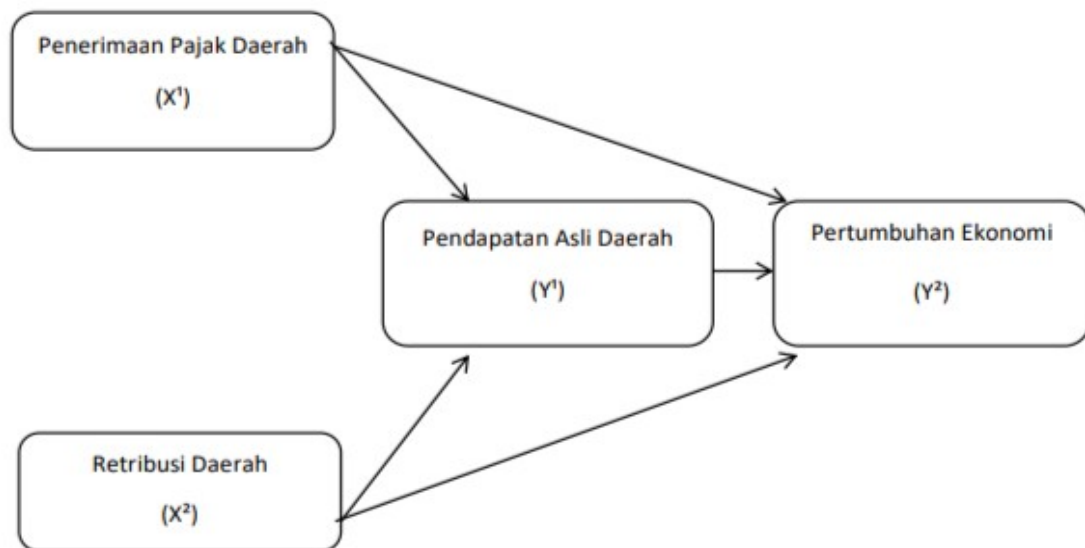 Penerimaan Pajak Daerah
(X¹)
Pendapatan Asli Daerah
(Y¹)
Pertumbuhan Ekonomi
(Y²)
Retribusi Daerah
(X²)